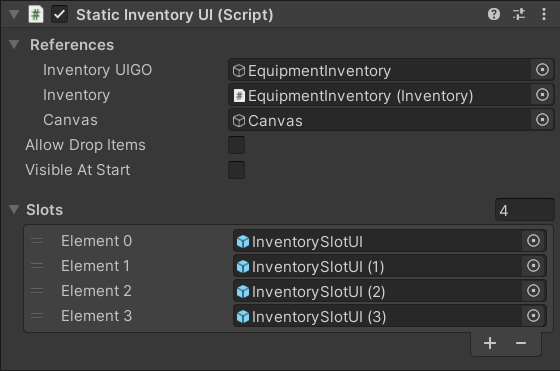 Static Inventory UI (Script)
References
Inventory UIGO EquipmentInventory
Inventory EquipmentInventory (Inventory)
Canvas Canvas
Allow Drop Items
Visible At Start
Slots 4
Element 0 InventorySlotUI
Element 1 InventorySlotUI (1)
Element 2 InventorySlotUI (2)
Element 3 InventorySlotUI (3)